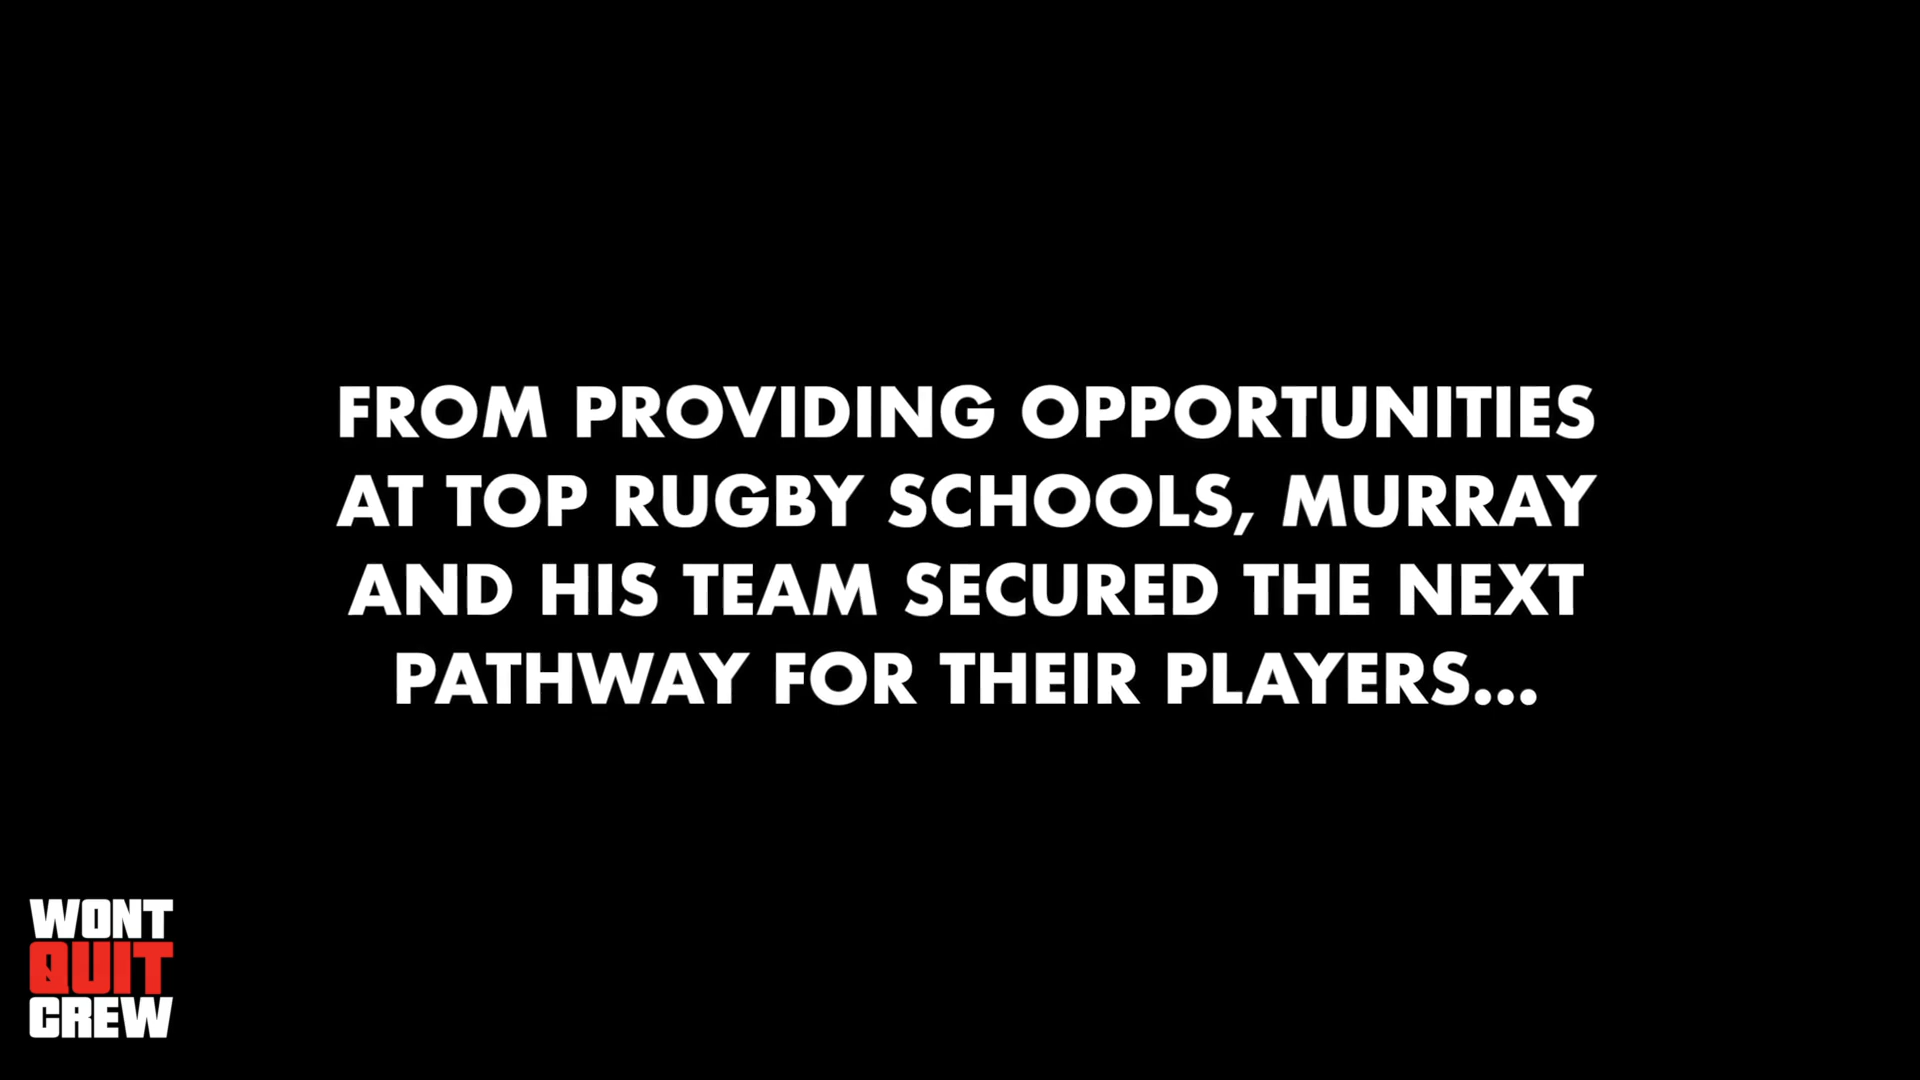 FROM PROVIDING OPPORTUNITIES
AT TOP RUGBY SCHOOLS, MURRAY
AND HIS TEAM SECURED THE NEXT
PATHWAY FOR THEIR PLAYERS...
WONT
QUIT
CREW